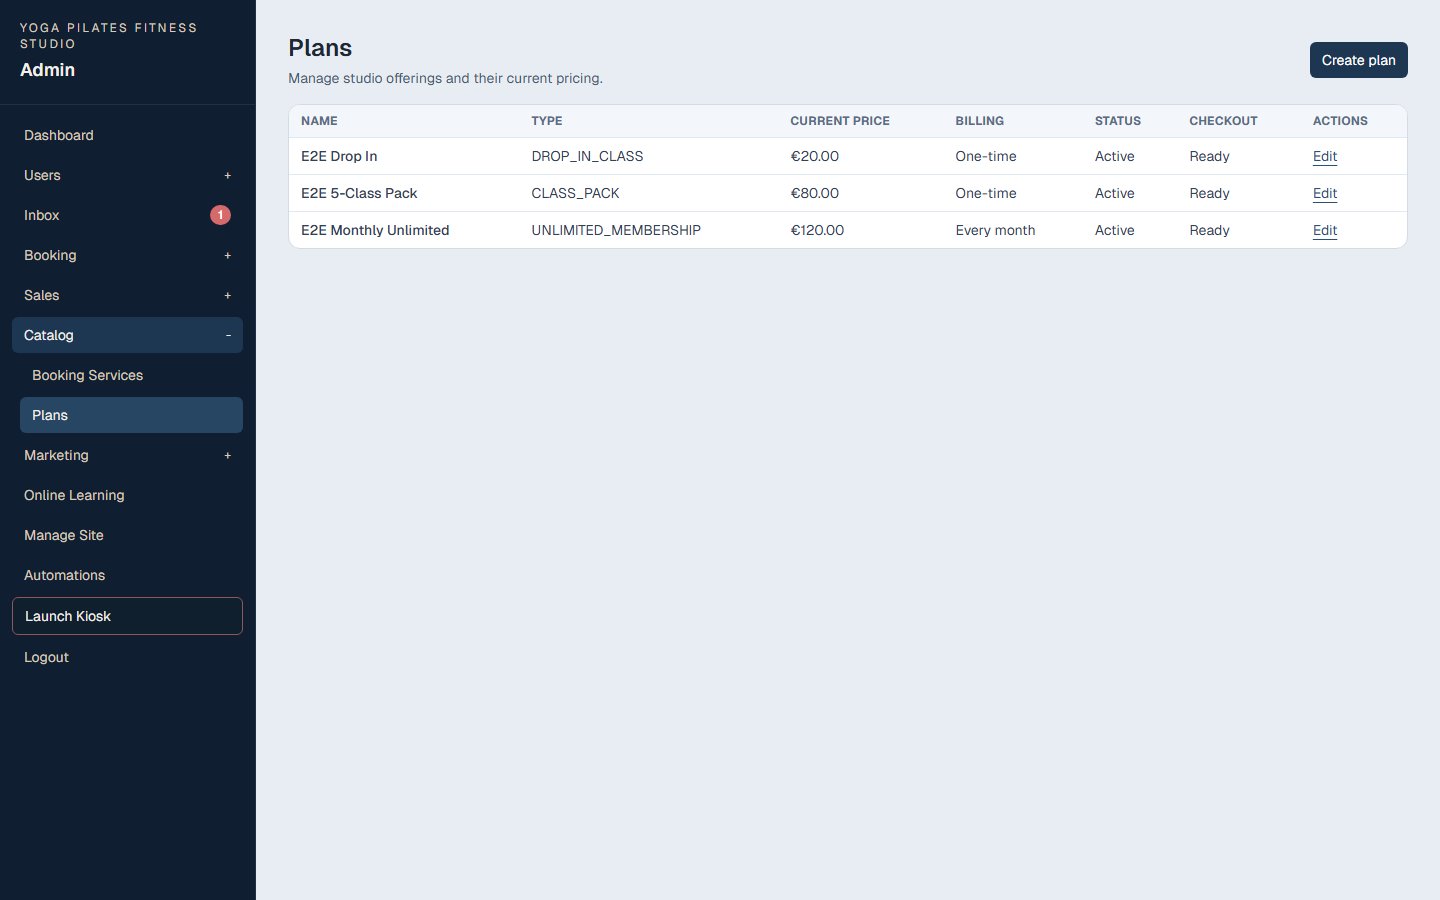 YOGA PILATES FITNESS
STUDIO
Admin
Dashboard
Users +
Inbox 1
Booking +
Sales +
Catalog -
Booking Services
Plans
Marketing +
Online Learning
Manage Site
Automations
Launch Kiosk
Logout
Plans
Manage studio offerings and their current pricing.
Create plan
NAME TYPE CURRENT PRICE BILLING STATUS CHECKOUT ACTIONS
E2E Drop In DROP_IN_CLASS €20.00 One-time Active Ready Edit
E2E 5-Class Pack CLASS_PACK €80.00 One-time Active Ready Edit
E2E Monthly Unlimited UNLIMITED_MEMBERSHIP €120.00 Every month Active Ready Edit